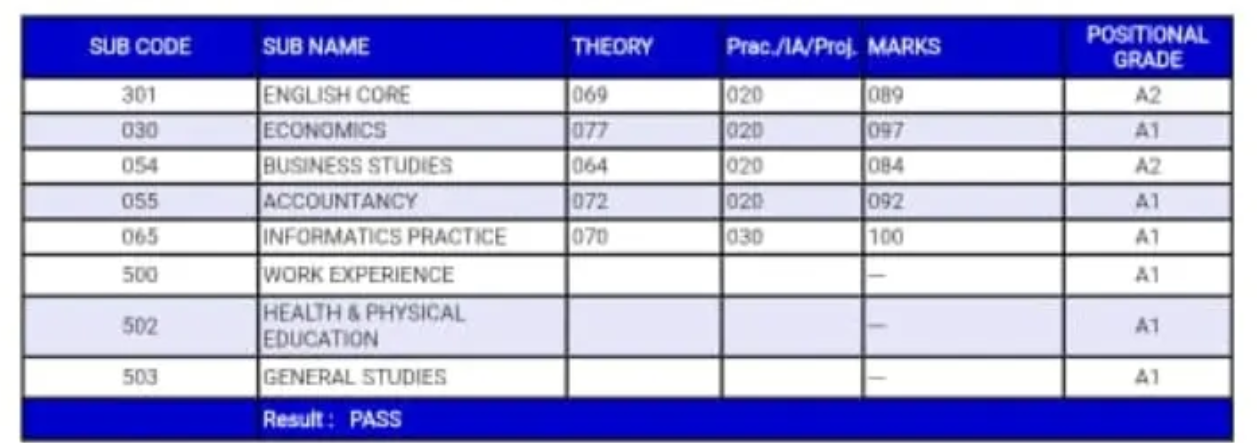 SUB CODE SUB NAME THEORY Prac./IA/Proj. MARKS POSITIONAL GRADE
301 ENGLISH CORE 069 020 089 A2
030 ECONOMICS 077 020 097 A1
054 BUSINESS STUDIES 064 020 084 A2
055 ACCOUNTANCY 072 020 092 A1
065 INFORMATICS PRACTICE 070 030 100 A1
500 WORK EXPERIENCE — A1
502 HEALTH & PHYSICAL EDUCATION — A1
503 GENERAL STUDIES — A1
Result : PASS